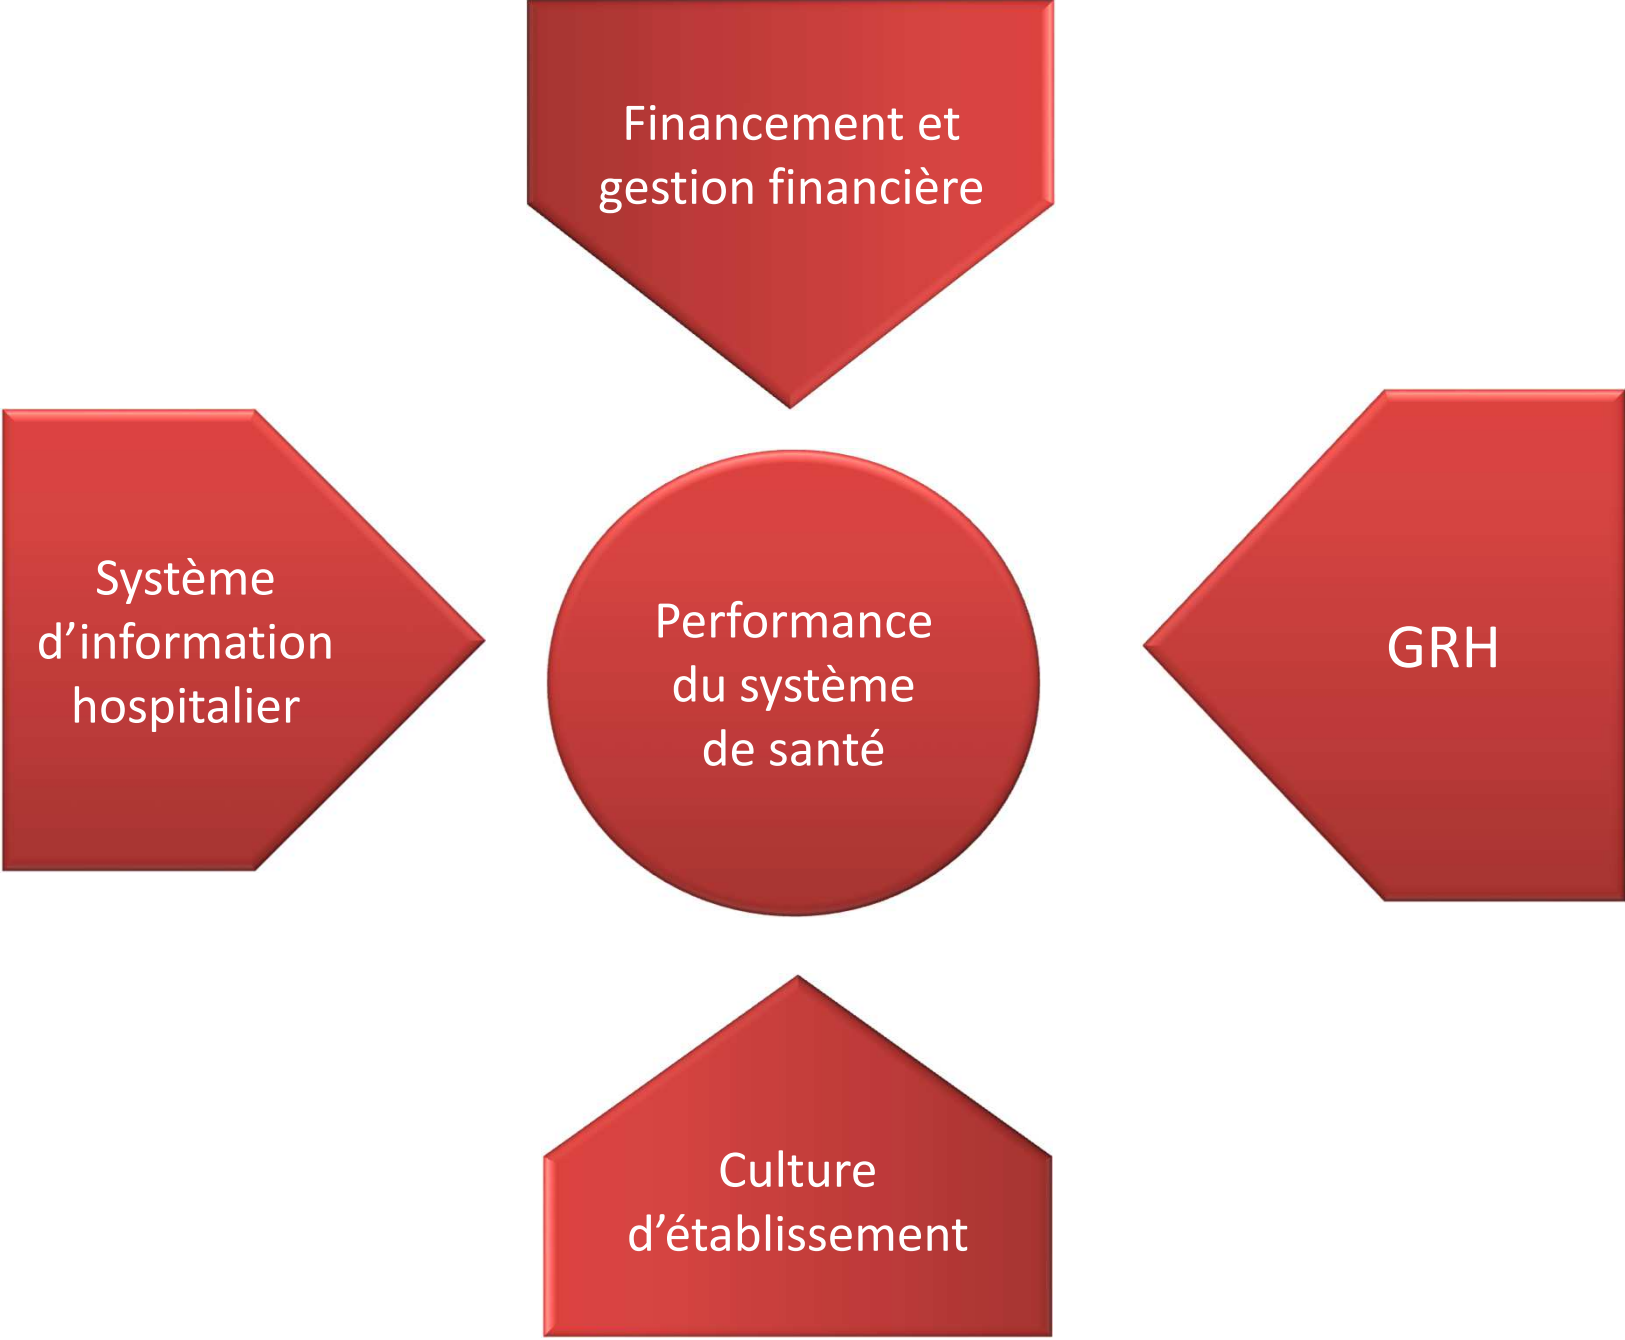 Financement et
gestion financière
Système
d’information
hospitalier
Performance
du système
de santé
GRH
Culture
d’établissement